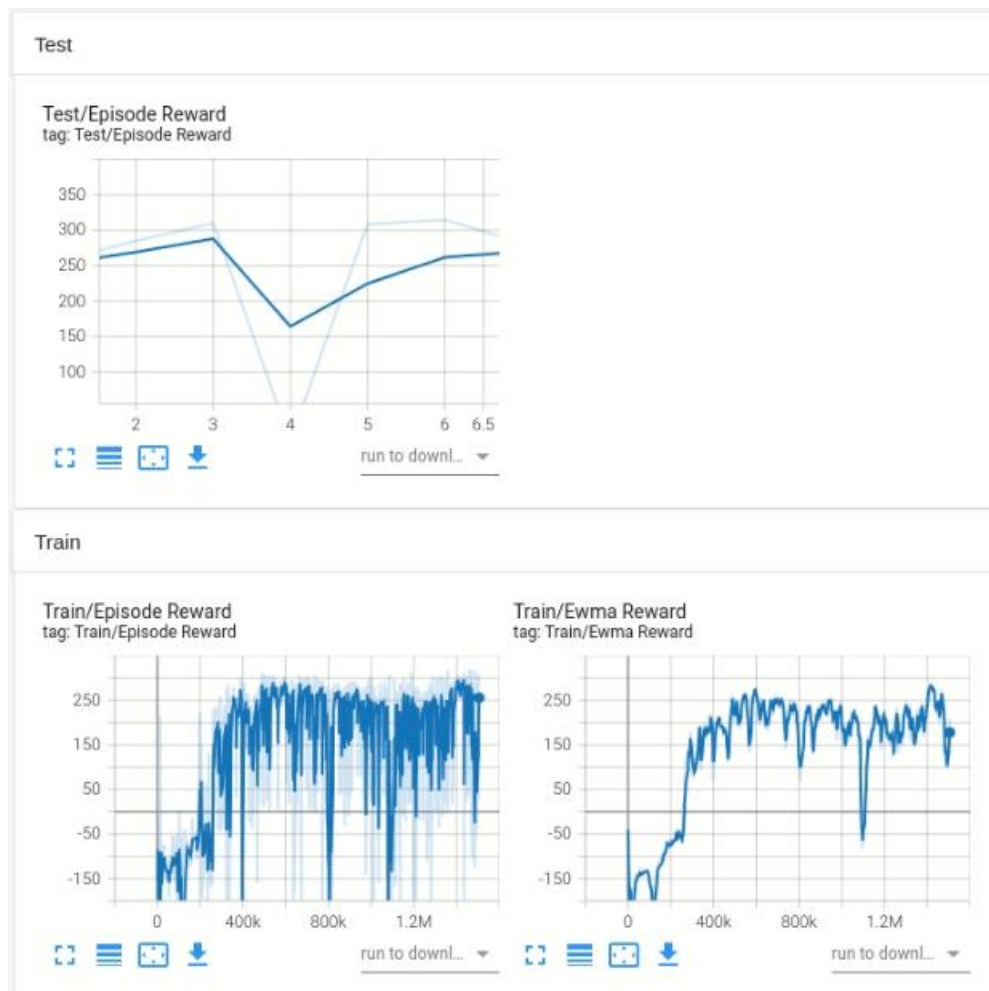 Test
Test/Episode Reward
tag: Test/Episode Reward
350
300
250
200
150
100
2 3 4 5 6 6.5
run to downl...
Train
Train/Episode Reward
tag: Train/Episode Reward
250
150
50
-50
-150
0 400k 800k 1.2M
run to downl...
Train/Ewma Reward
tag: Train/Ewma Reward
250
150
50
-50
-150
0 400k 800k 1.2M
run to downl...